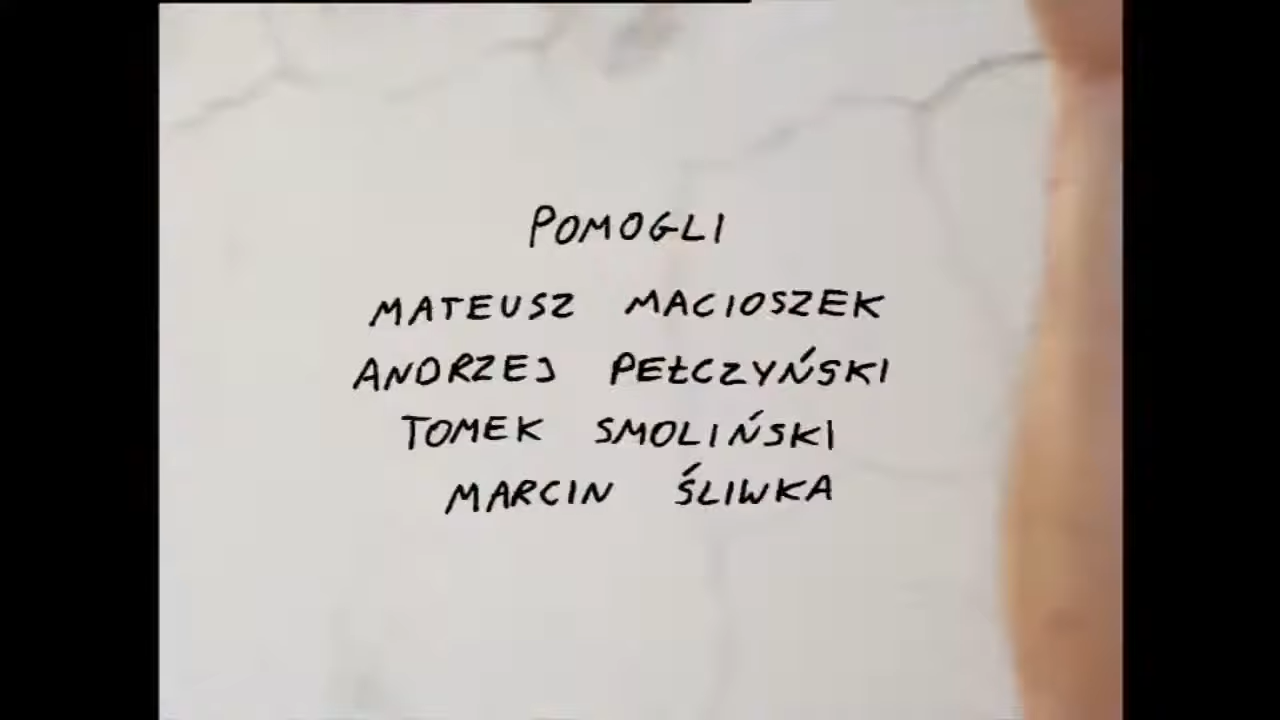 POMOGLI
MATEUSZ MACIOSZEK
ANDRZEJ PEŁCZYŃSKI
TOMEK SMOLIŃSKI
MARCIN ŚLIWKA